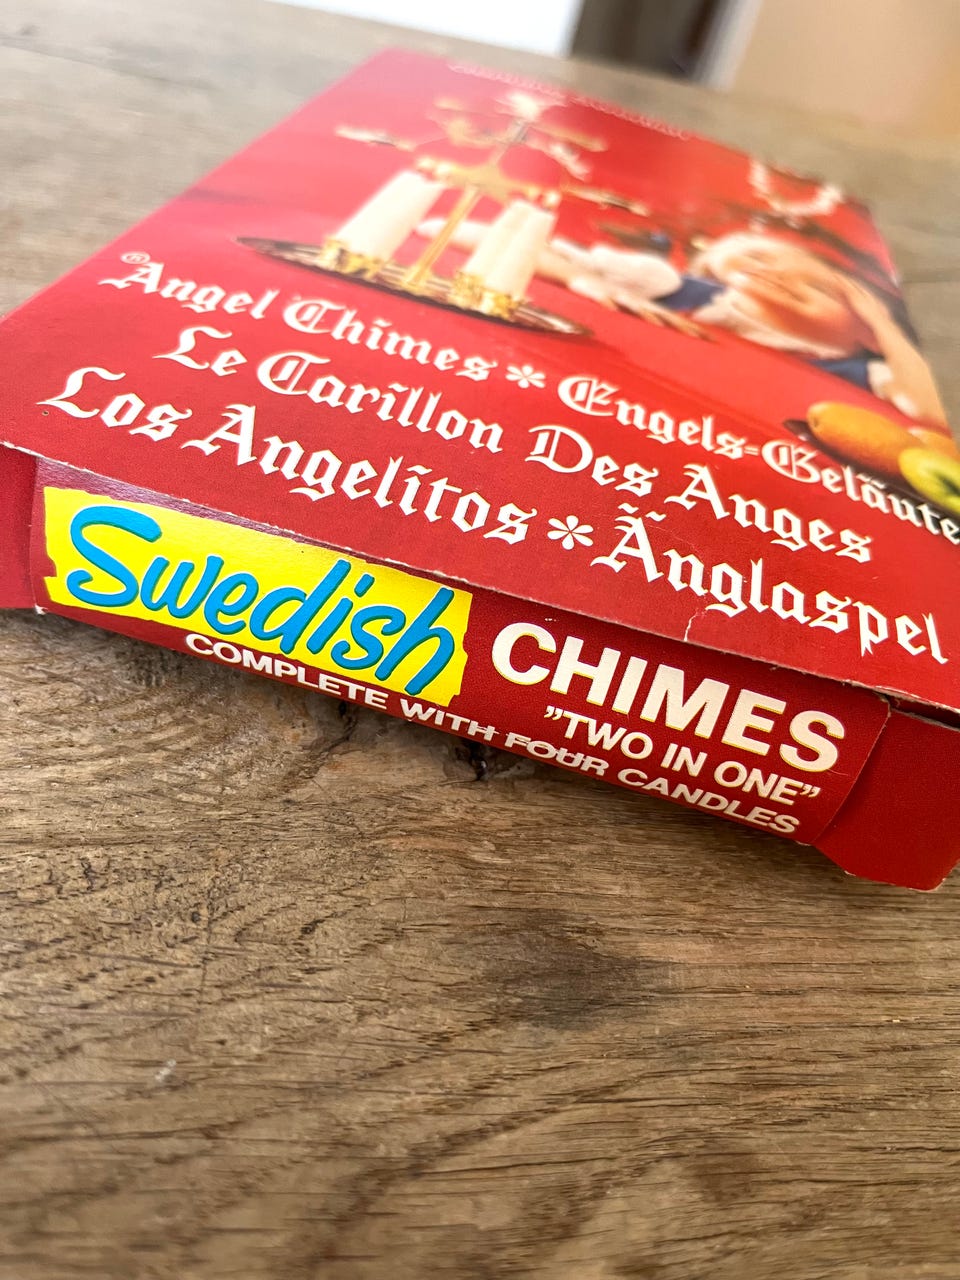 ®Angel Chimes * Engels=Geläute
Le Carillon Des Anges
Los Angelitos * Änglaspel
Swedish CHIMES
"TWO IN ONE"
COMPLETE WITH FOUR CANDLES